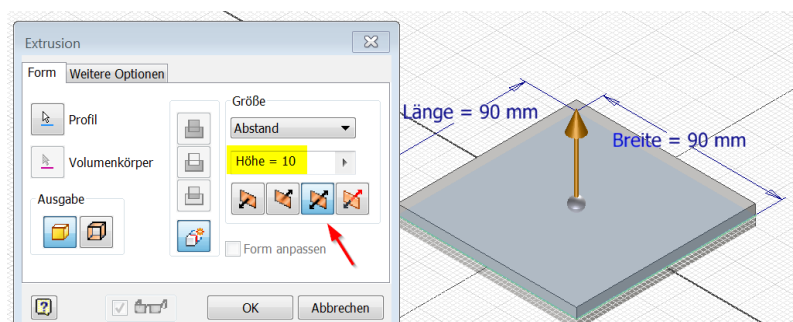 Extrusion
Form Weitere Optionen
Profil
Volumenkörper
Ausgabe
Größe
Abstand
Höhe = 10
Form anpassen
?
OK Abbrechen
Länge = 90 mm
Breite = 90 mm